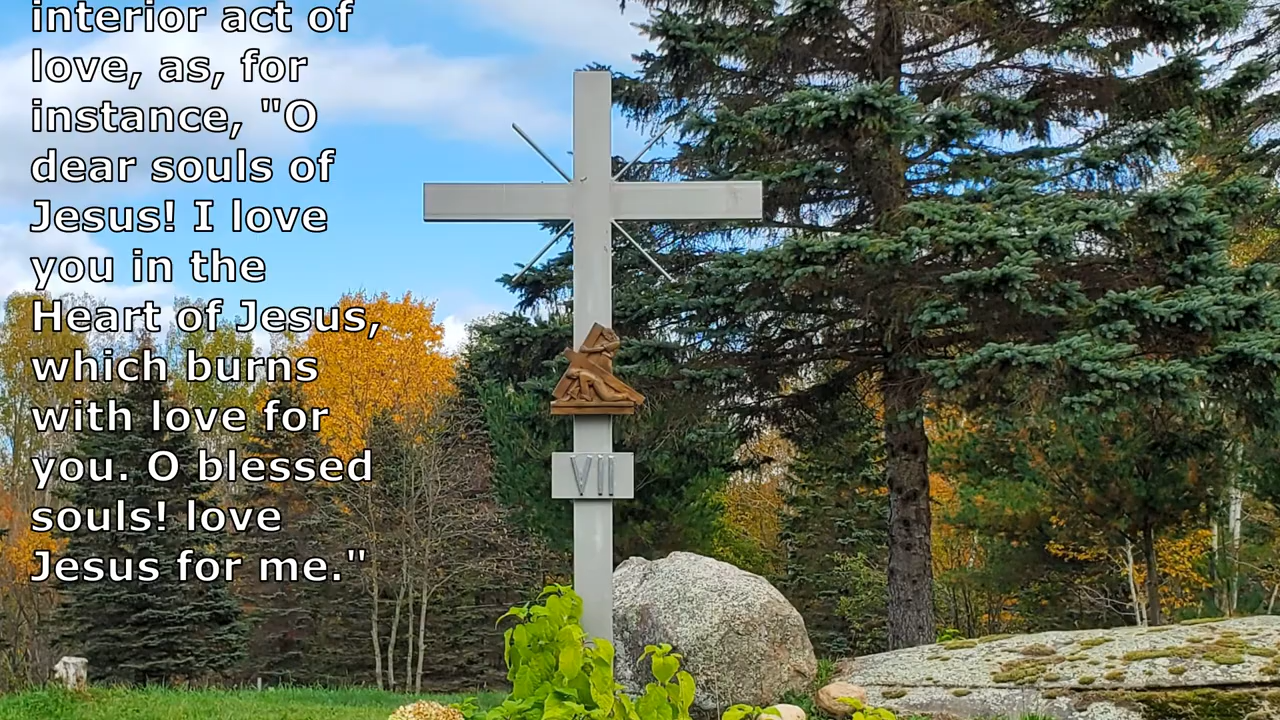 interior act of
love, as, for
instance, "O
dear souls of
Jesus! I love
you in the
Heart of Jesus,
which burns
with love for
you. O blessed
souls! love
Jesus for me."
VII